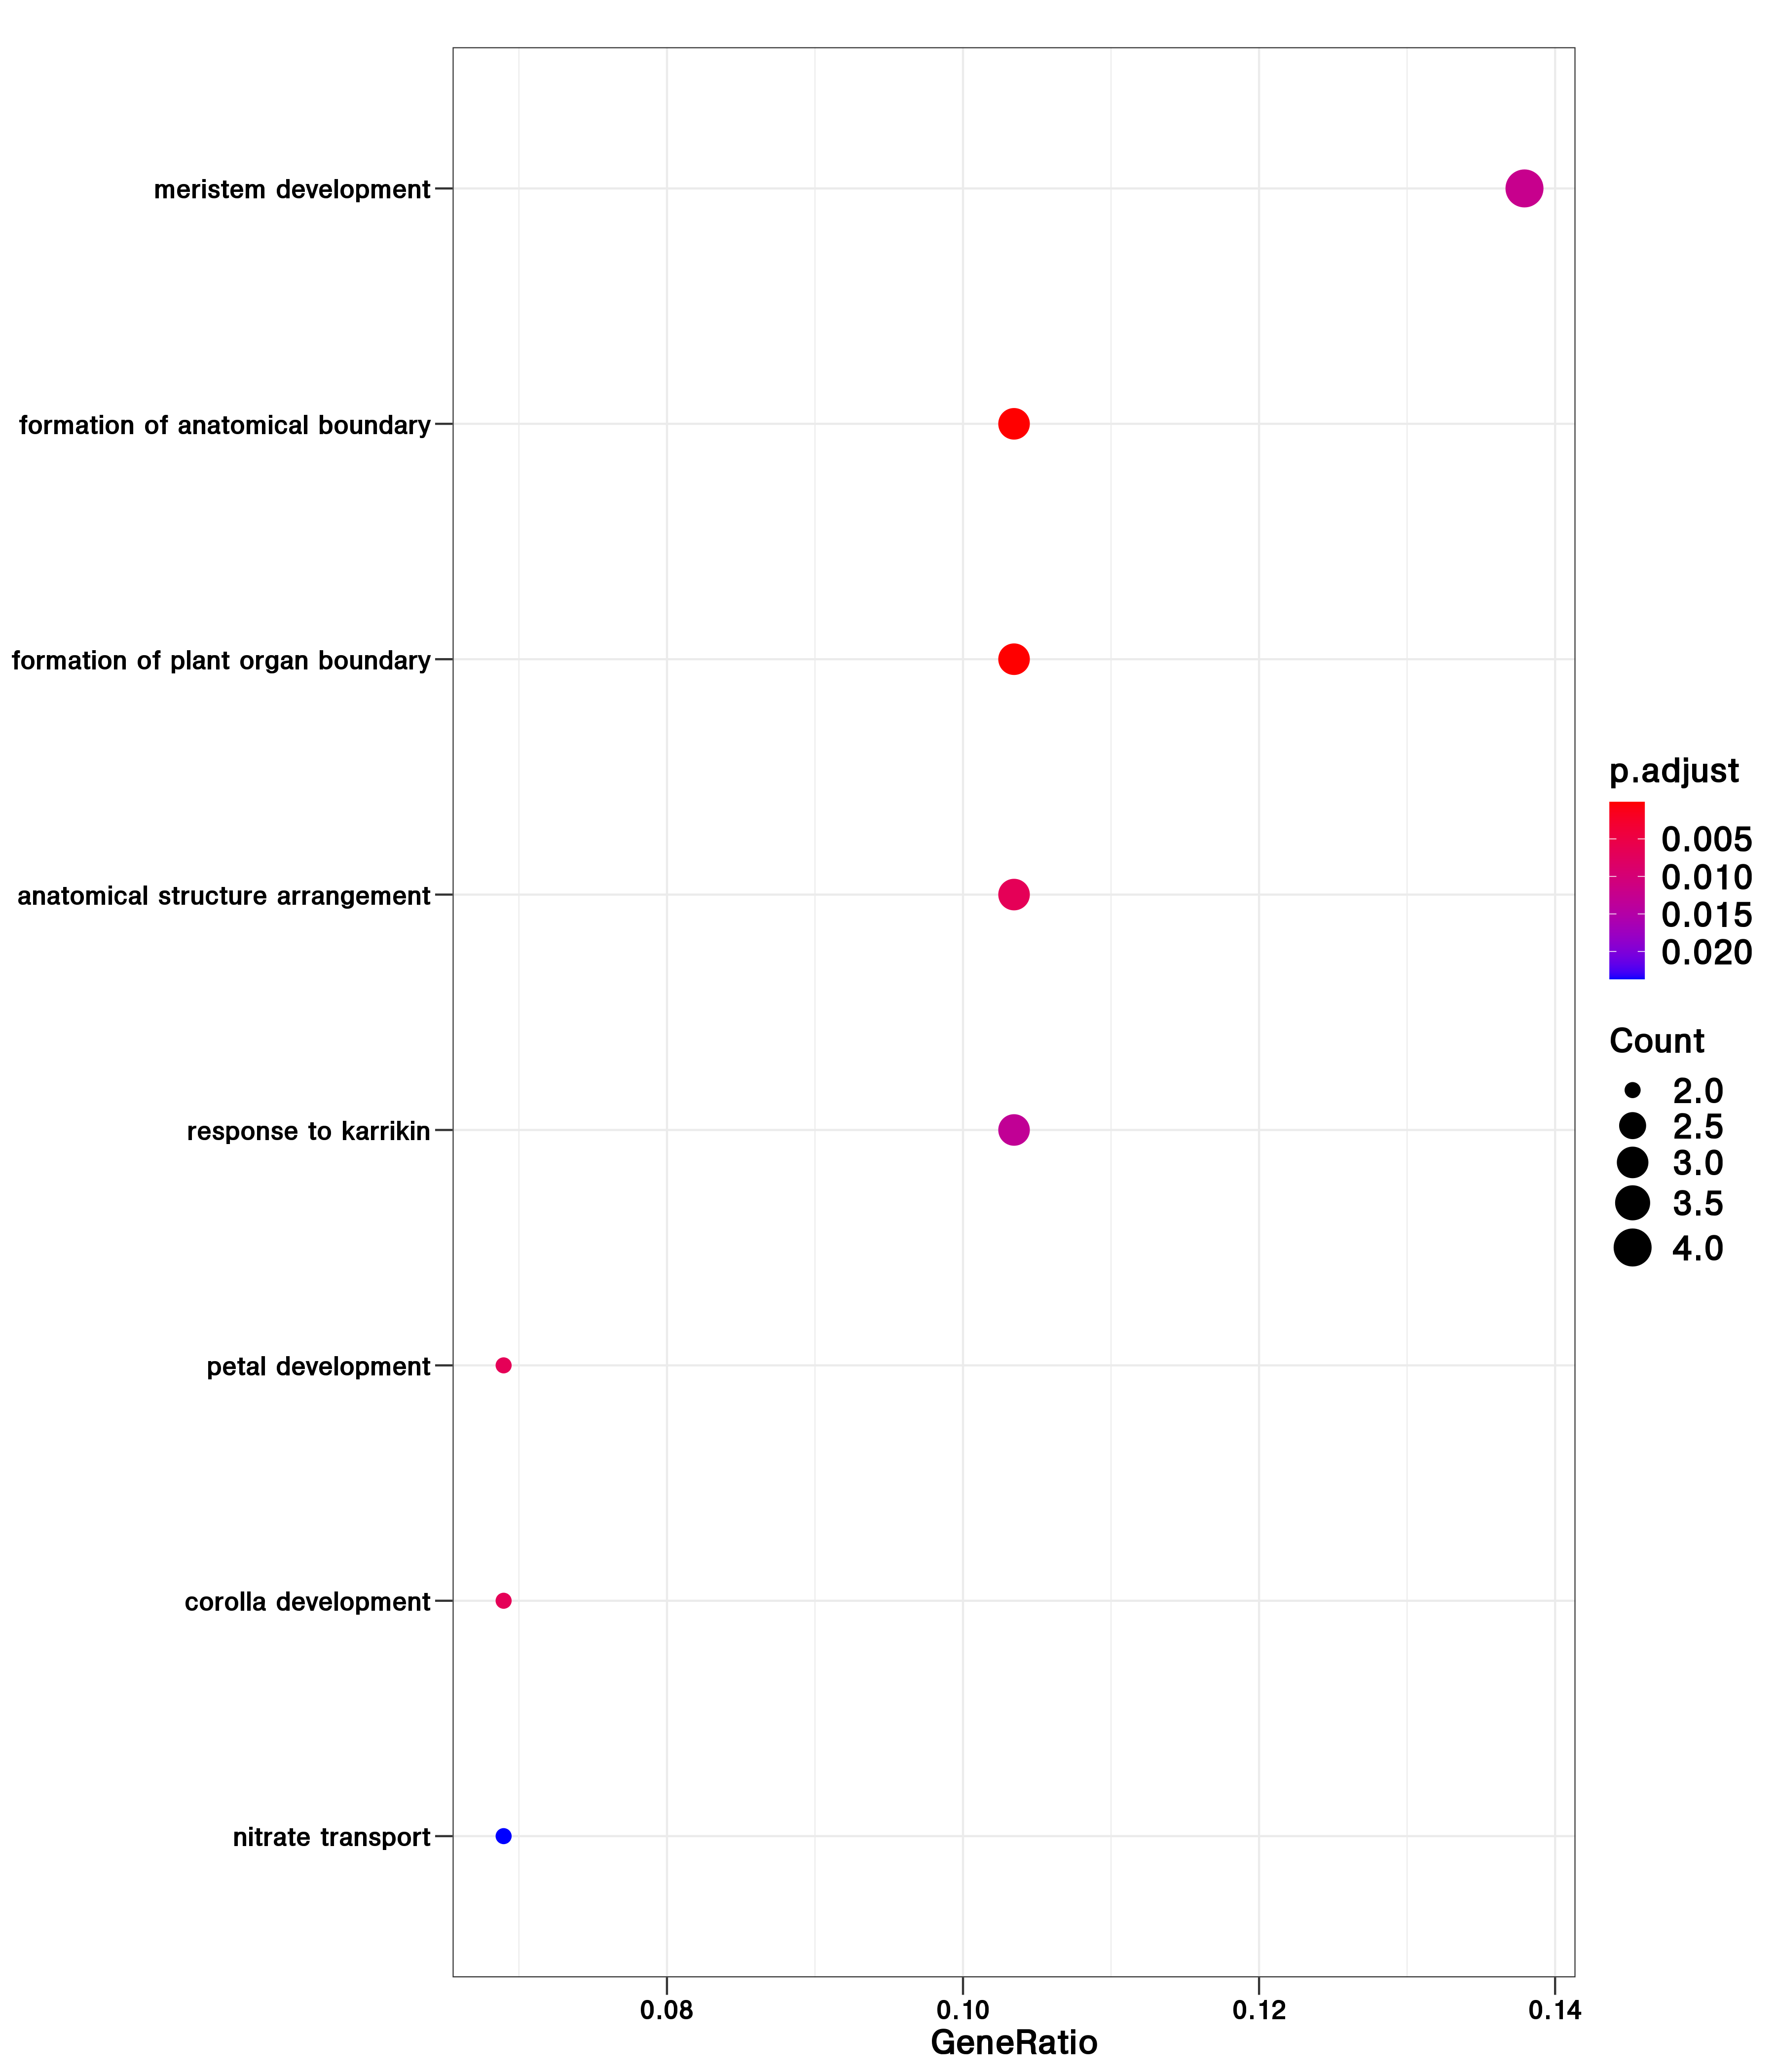 meristem development
formation of anatomical boundary
formation of plant organ boundary
anatomical structure arrangement
response to karrikin
petal development
corolla development
nitrate transport
0.08
0.10
0.12
0.14
GeneRatio
p.adjust
0.005
0.010
0.015
0.020
Count
2.0
2.5
3.0
3.5
4.0